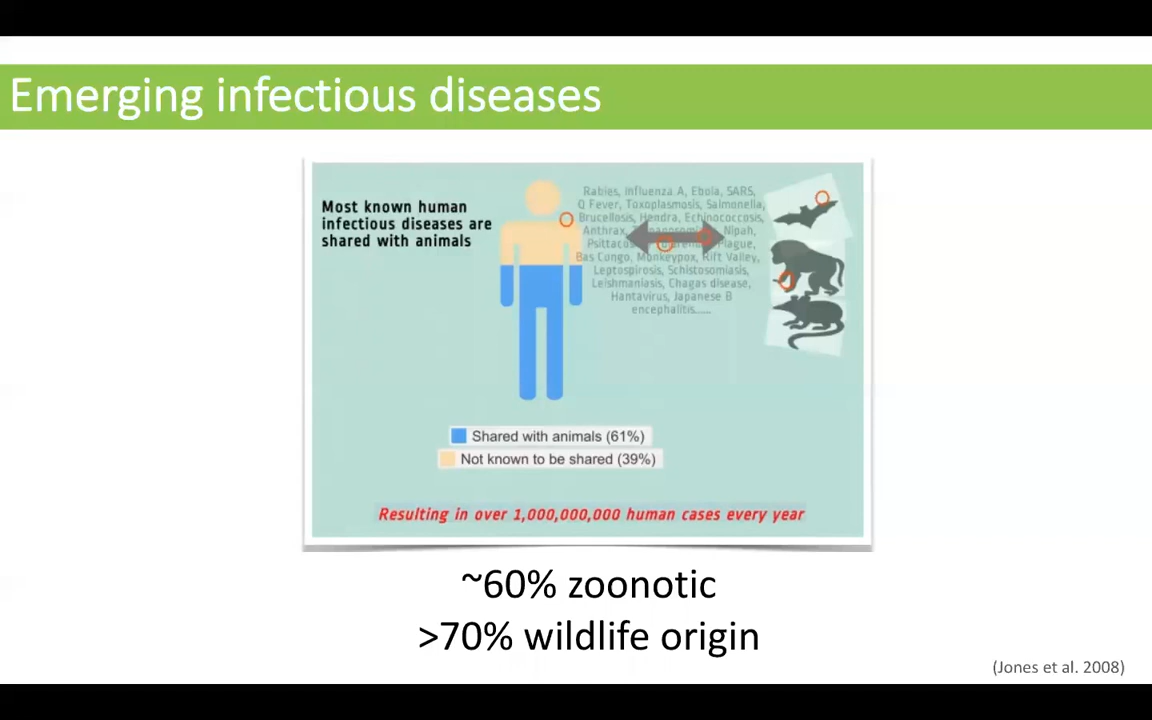 Emerging infectious diseases
Most known human
infectious diseases are
shared with animals
Rabies, Influenza A, Ebola, SARS,
Q Fever, Toxoplasmosis, Salmonella,
Brucellosis, Hendra, Echinococcosis,
Anthrax, Nipah,
Plague,
Bas Congo, Monkeypox, Rift Valley,
Leptospirosis, Schistosomiasis,
Leishmaniasis, Chagas disease,
Hantavirus, Japanese B
encephalitis......
Shared with animals (61%)
Not known to be shared (39%)
Resulting in over 1,000,000,000 human cases every year
~60% zoonotic
>70% wildlife origin
(Jones et al. 2008)